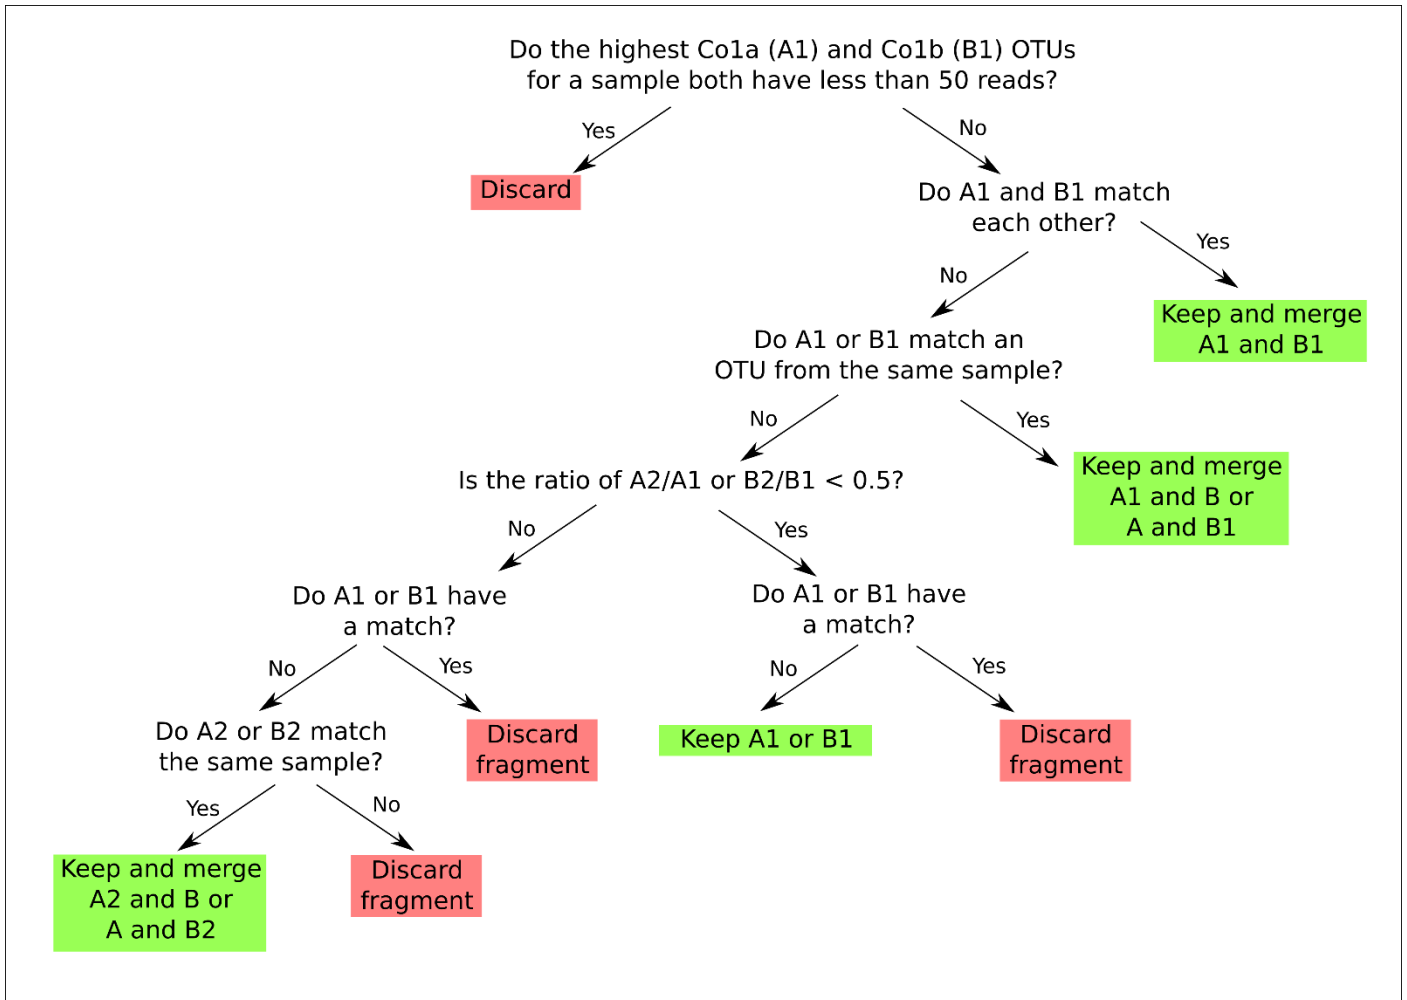 Do the highest Co1a (A1) and Co1b (B1) OTUs
for a sample both have less than 50 reads?
Yes
No
Discard
Do A1 and B1 match
each other?
Yes
No
Keep and merge
A1 and B1
Do A1 or B1 match an
OTU from the same sample?
No
Yes
Keep and merge
A1 and B or
A and B1
Is the ratio of A2/A1 or B2/B1 < 0.5?
No
Yes
Do A1 or B1 have
a match?
Do A1 or B1 have
a match?
No
Yes
No
Yes
Do A2 or B2 match
the same sample?
Discard
fragment
Keep A1 or B1
Discard
fragment
Yes
No
Keep and merge
A2 and B or
A and B2
Discard
fragment